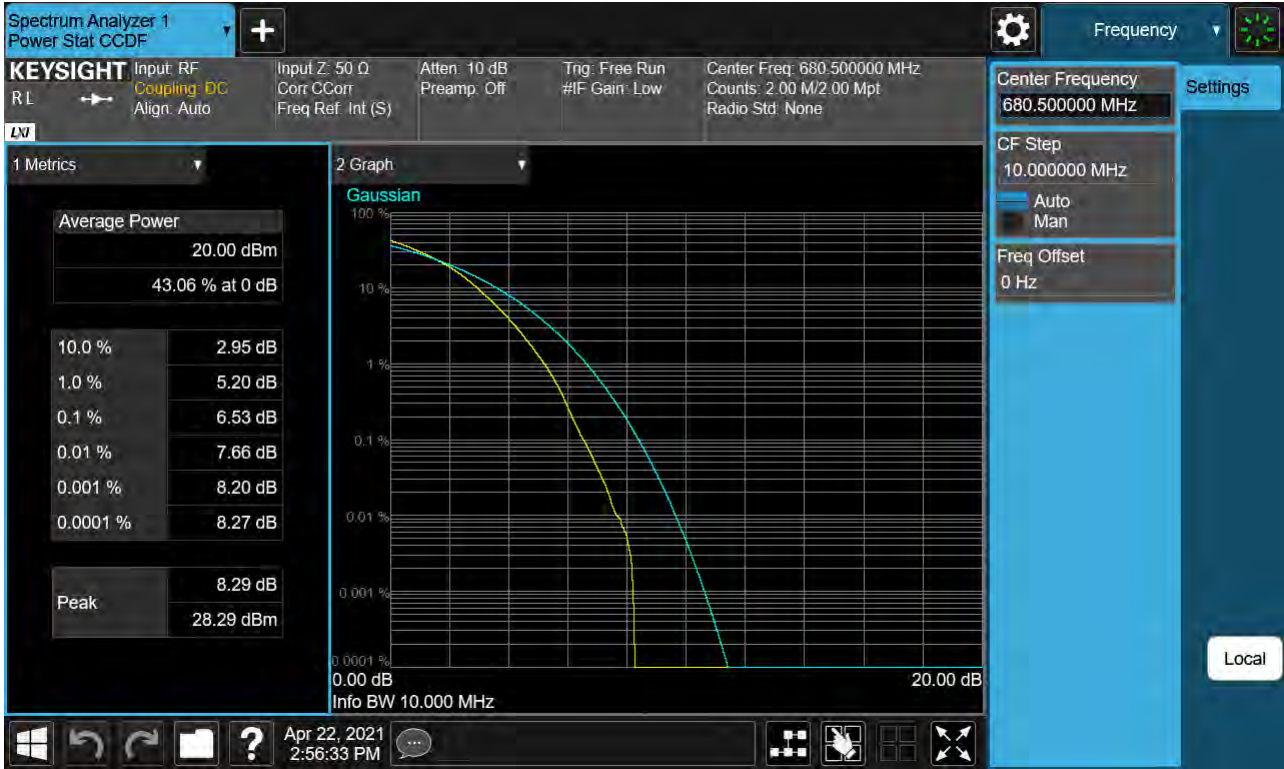 Spectrum Analyzer 1
Power Stat CCDF
Frequency
KEYSIGHT
R L
LXI
Input: RF
Coupling: DC
Align: Auto
Input Z: 50 Ω
Corr CCorr
Freq Ref: Int (S)
Atten: 10 dB
Preamp: Off
Trig: Free Run
#IF Gain: Low
Center Freq: 680.500000 MHz
Counts: 2.00 M/2.00 Mpt
Radio Std: None
Center Frequency
680.500000 MHz
Settings
CF Step
10.000000 MHz
Auto
Man
Freq Offset
0 Hz
Local
1 Metrics
Average Power
20.00 dBm
43.06 % at 0 dB
10.0 % 2.95 dB
1.0 % 5.20 dB
0.1 % 6.53 dB
0.01 % 7.66 dB
0.001 % 8.20 dB
0.0001 % 8.27 dB
Peak
8.29 dB
28.29 dBm
2 Graph
Gaussian
100 %
10 %
1 %
0.1 %
0.01 %
0.001 %
0.0001 %
0.00 dB 20.00 dB
Info BW 10.000 MHz
Apr 22, 2021
2:56:33 PM